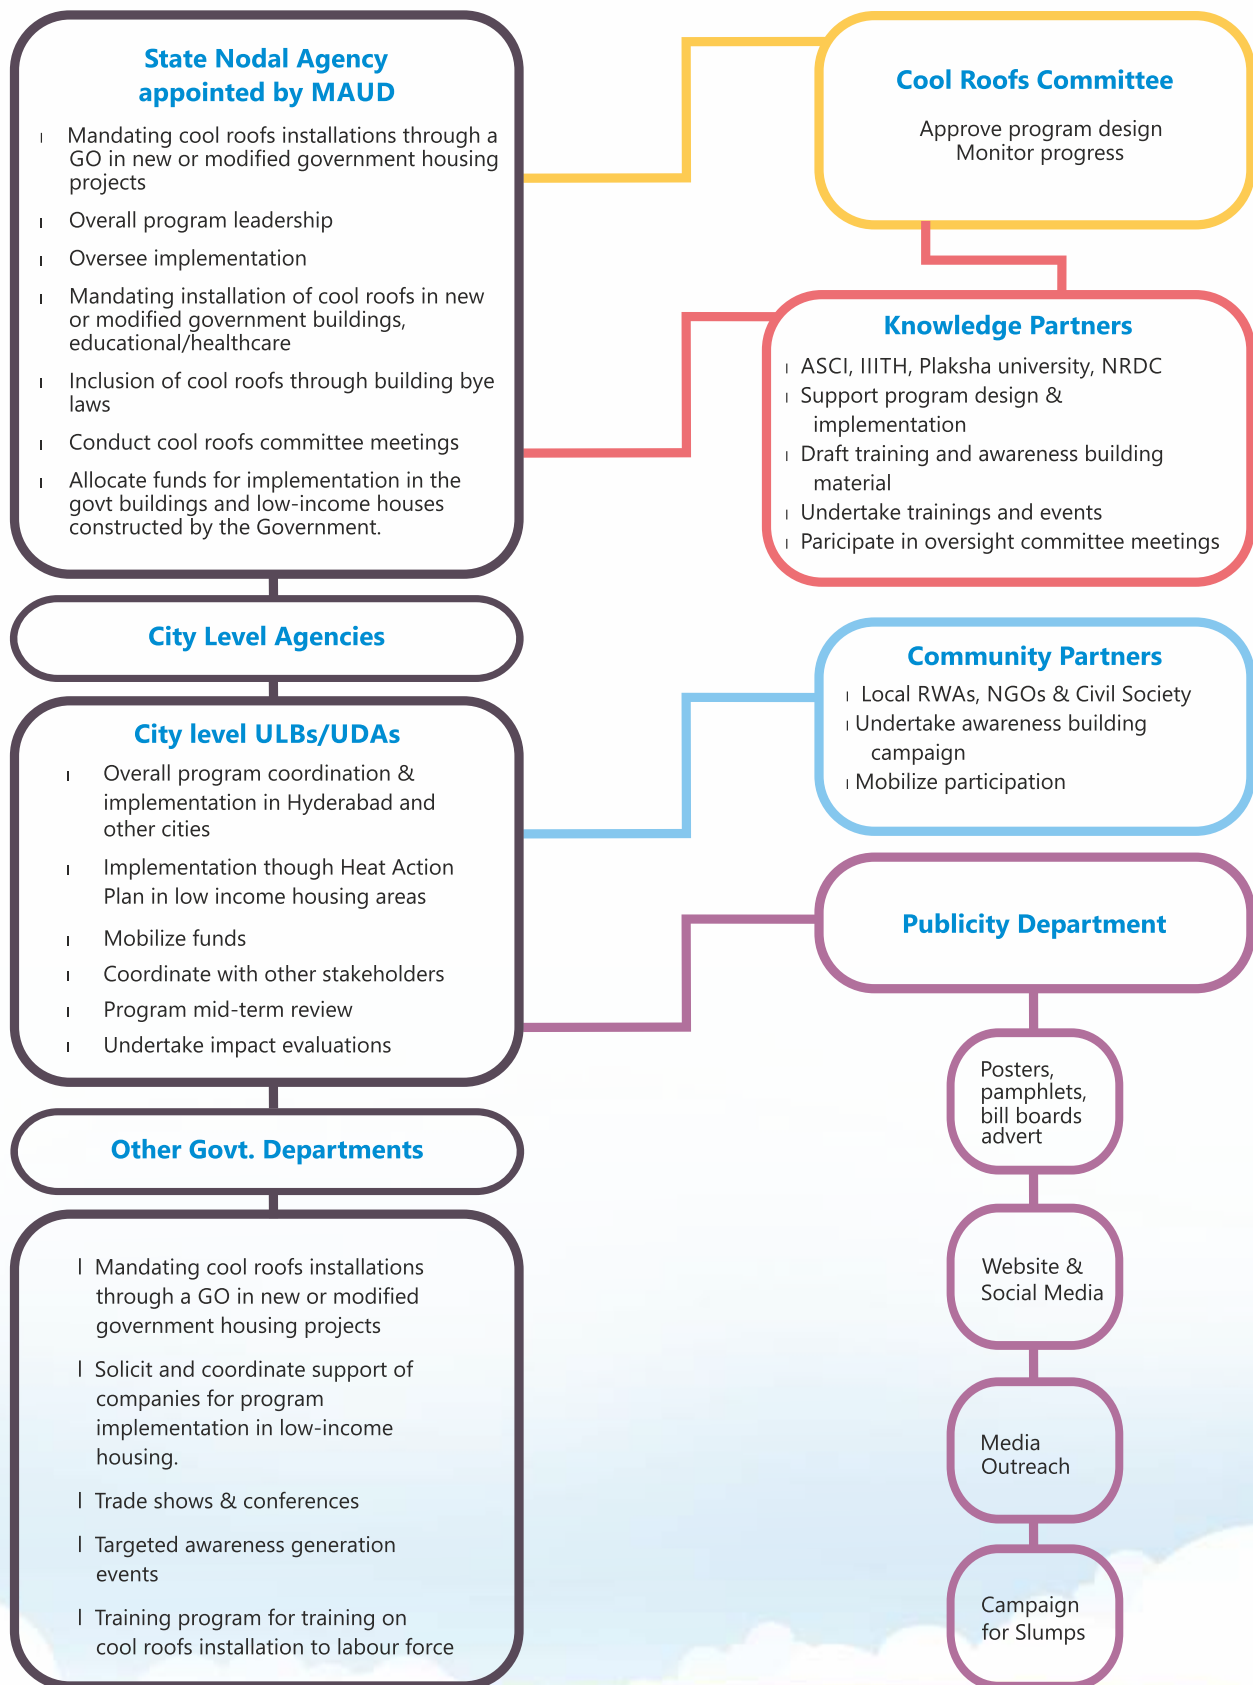 State Nodal Agency
appointed by MAUD
l Mandating cool roofs installations through a
GO in new or modified government housing
projects
l Overall program leadership
l Oversee implementation
l Mandating installation of cool roofs in new
or modified government buildings,
educational/healthcare
l Inclusion of cool roofs through building bye
laws
l Conduct cool roofs committee meetings
l Allocate funds for implementation in the
govt buildings and low-income houses
constructed by the Government.
City Level Agencies
City level ULBs/UDAs
l Overall program coordination &
implementation in Hyderabad and
other cities
l Implementation though Heat Action
Plan in low income housing areas
l Mobilize funds
l Coordinate with other stakeholders
l Program mid-term review
l Undertake impact evaluations
Other Govt. Departments
l Mandating cool roofs installations
through a GO in new or modified
government housing projects
l Solicit and coordinate support of
companies for program
implementation in low-income
housing.
l Trade shows & conferences
l Targeted awareness generation
events
l Training program for training on
cool roofs installation to labour force
Cool Roofs Committee
Approve program design
Monitor progress
Knowledge Partners
l ASCI, IIITH, Plaksha university, NRDC
l Support program design &
implementation
l Draft training and awareness building
material
l Undertake trainings and events
l Paricipate in oversight committee meetings
Community Partners
l Local RWAs, NGOs & Civil Society
l Undertake awareness building
campaign
l Mobilize participation
Publicity Department
Posters,
pamphlets,
bill boards
advert
Website &
Social Media
Media
Outreach
Campaign
for Slumps